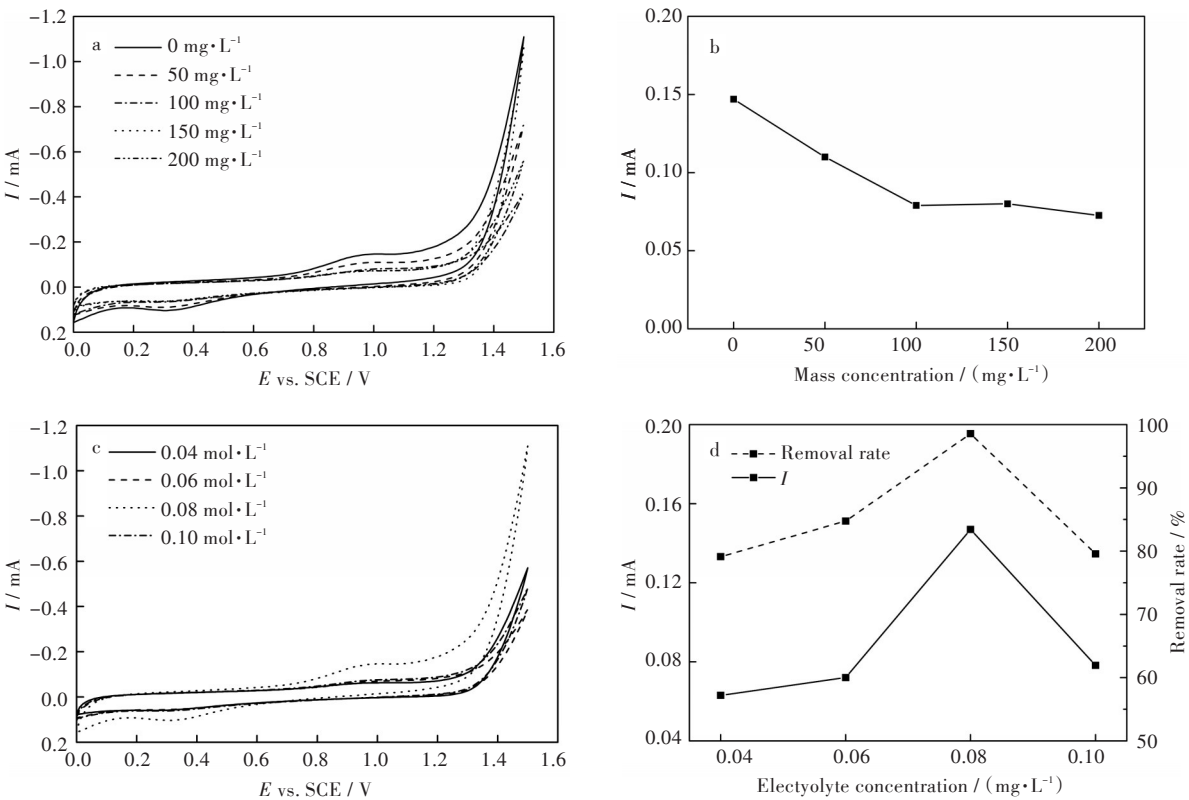 a
0 mg·L⁻¹
50 mg·L⁻¹
100 mg·L⁻¹
150 mg·L⁻¹
200 mg·L⁻¹
-1.2
-1.0
-0.8
-0.6
-0.4
-0.2
0.0
0.2
I / mA
0.0 0.2 0.4 0.6 0.8 1.0 1.2 1.4 1.6
E vs. SCE / V
b
0.20
0.15
0.10
0.05
0.00
I / mA
0 50 100 150 200
Mass concentration / (mg·L⁻¹)
c
0.04 mol·L⁻¹
0.06 mol·L⁻¹
0.08 mol·L⁻¹
0.10 mol·L⁻¹
-1.2
-1.0
-0.8
-0.6
-0.4
-0.2
0.0
0.2
I / mA
0.0 0.2 0.4 0.6 0.8 1.0 1.2 1.4 1.6
E vs. SCE / V
d
Removal rate
I
0.20
0.16
0.12
0.08
0.04
I / mA
100
90
80
70
60
50
Removal rate / %
0.04 0.06 0.08 0.10
Electyolyte concentration / (mg·L⁻¹)